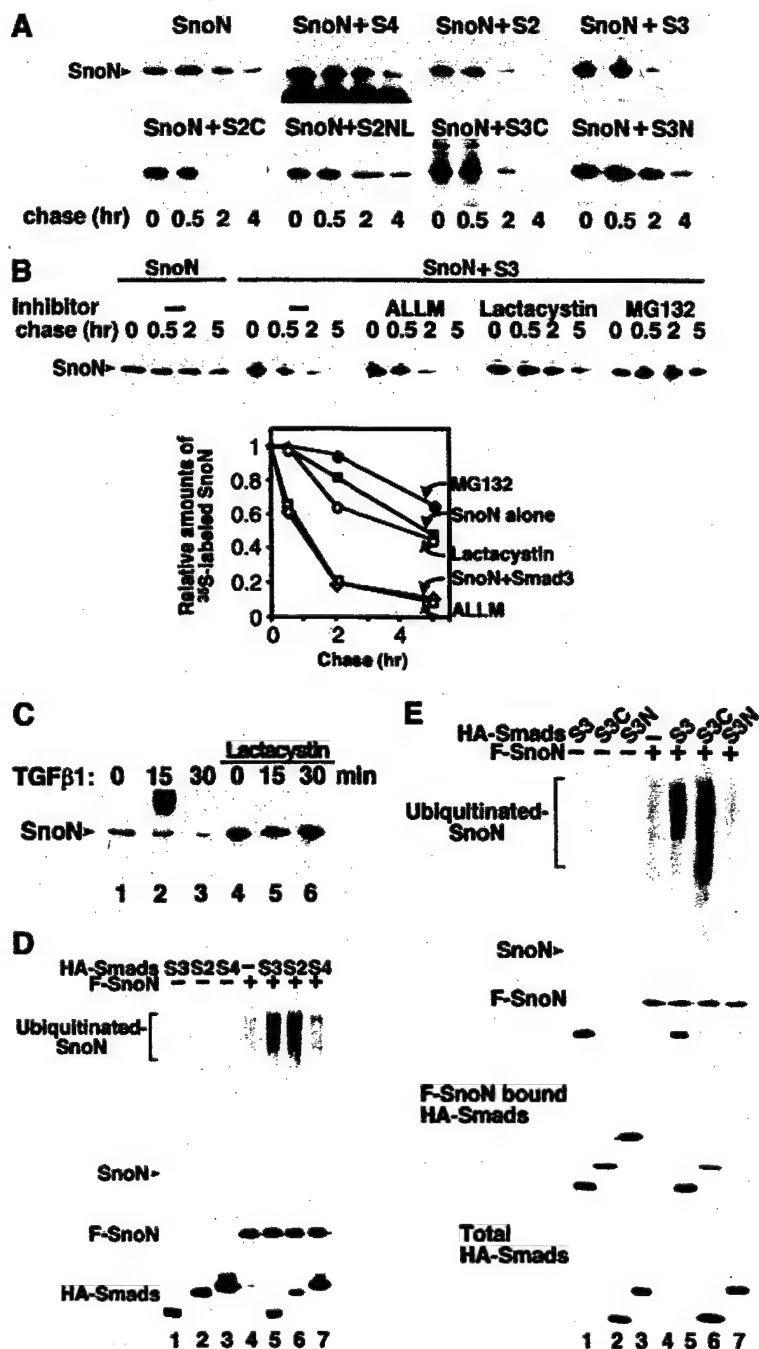 A
SnoN SnoN+S4 SnoN+S2 SnoN+S3
SnoN
SnoN+S2C SnoN+S2NL SnoN+S3C SnoN+S3N
chase (hr) 0 0.5 2 4 0 0.5 2 4 0 0.5 2 4 0 0.5 2 4
B
SnoN SnoN+S3
Inhibitor — — ALLM Lactacystin MG132
chase (hr) 0 0.5 2 5 0 0.5 2 5 0 0.5 2 5 0 0.5 2 5 0 0.5 2 5
SnoN
Relative amounts of
³⁵S-labeled SnoN
1
0.8
0.6
0.4
0.2
0
MG132
SnoN alone
Lactacystin
SnoN+Smad3
ALLM
0 2 4
Chase (hr)
C
Lactacystin
TGFβ1: 0 15 30 0 15 30 min
SnoN
1 2 3 4 5 6
D
HA-Smads S3 S2 S4 – S3 S2 S4
F-SnoN – – – + + + +
Ubiquitinated-
SnoN
SnoN
F-SnoN
HA-Smads
1 2 3 4 5 6 7
E
HA-Smads S3 S3C S3N – S3 S3C S3N
F-SnoN – – – + + + +
Ubiquitinated-
SnoN
SnoN
F-SnoN
F-SnoN bound
HA-Smads
Total
HA-Smads
1 2 3 4 5 6 7